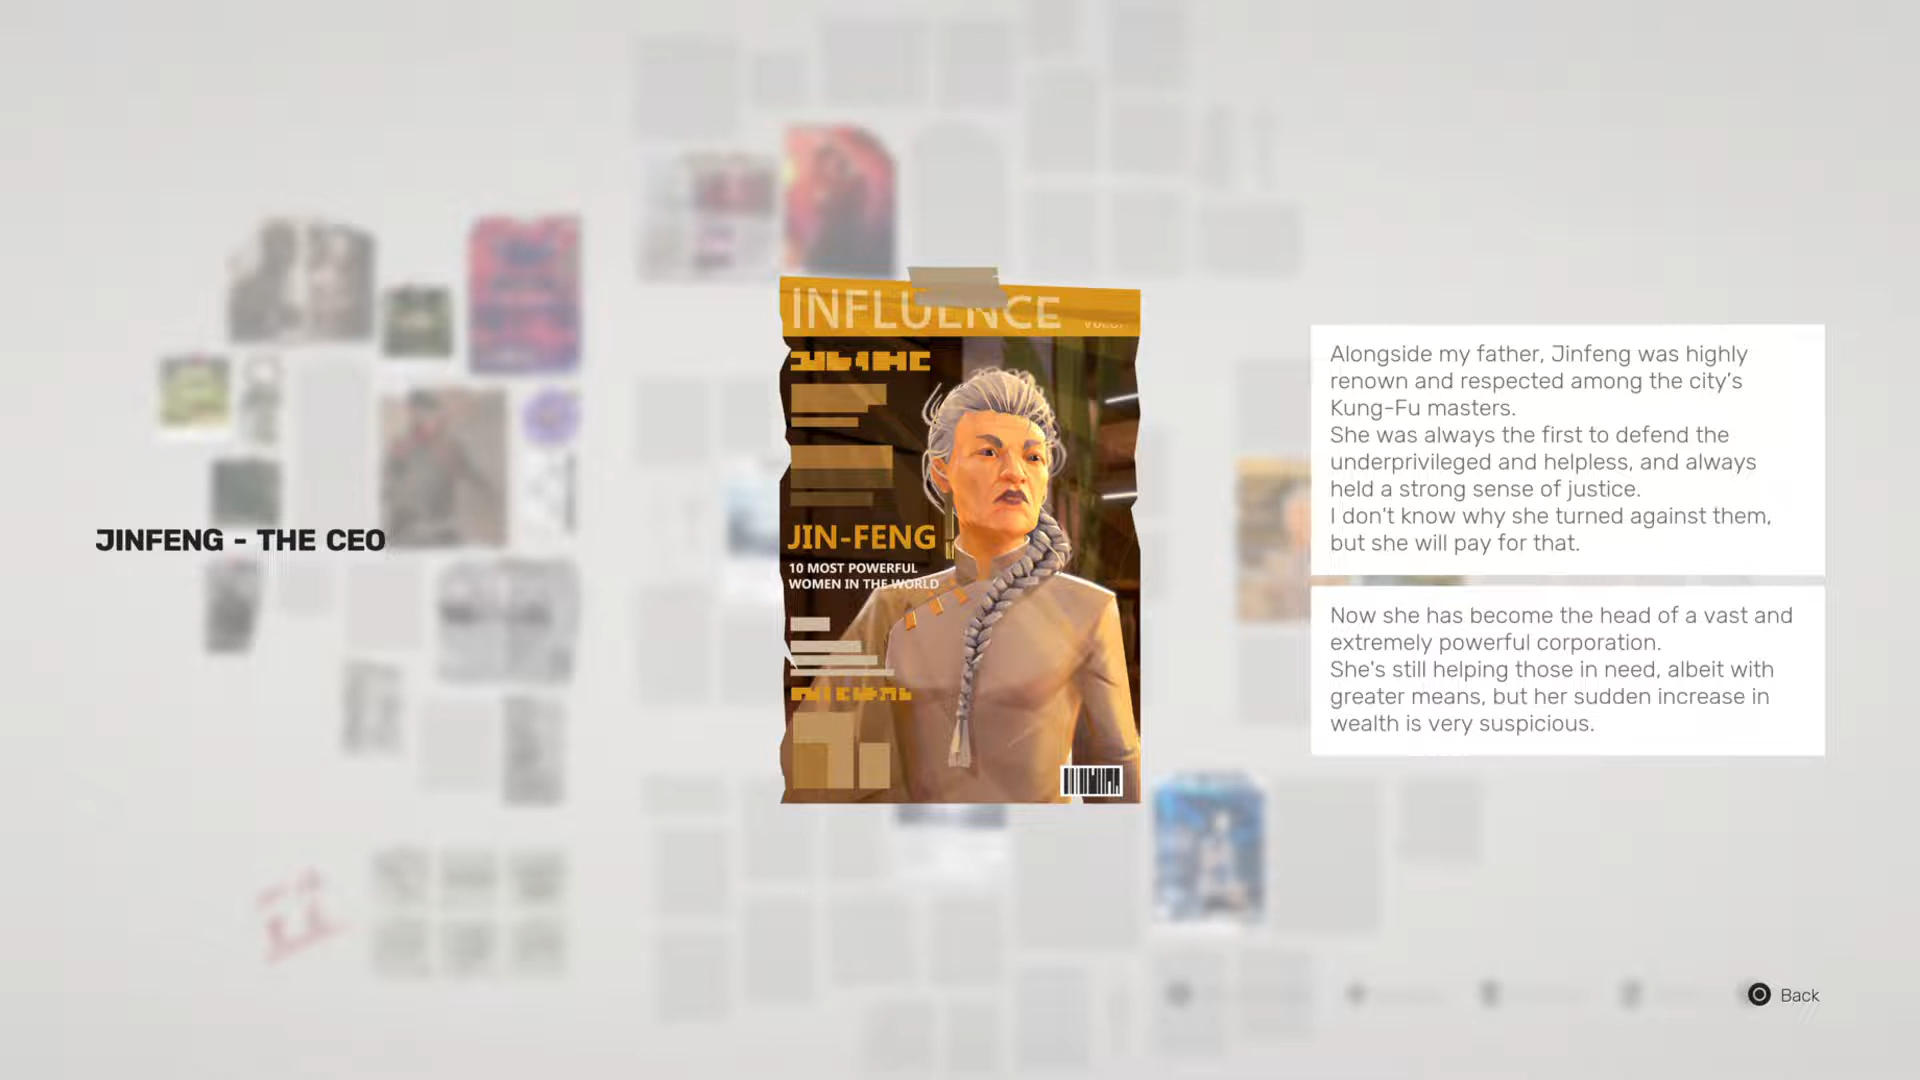 JINFENG - THE CEO
INFLUENCE
JIN-FENG
10 MOST POWERFUL
WOMEN IN THE WORLD
Alongside my father, Jinfeng was highly
renown and respected among the city's
Kung-Fu masters.
She was always the first to defend the
underprivileged and helpless, and always
held a strong sense of justice.
I don't know why she turned against them,
but she will pay for that.
Now she has become the head of a vast and
extremely powerful corporation.
She's still helping those in need, albeit with
greater means, but her sudden increase in
wealth is very suspicious.
Back